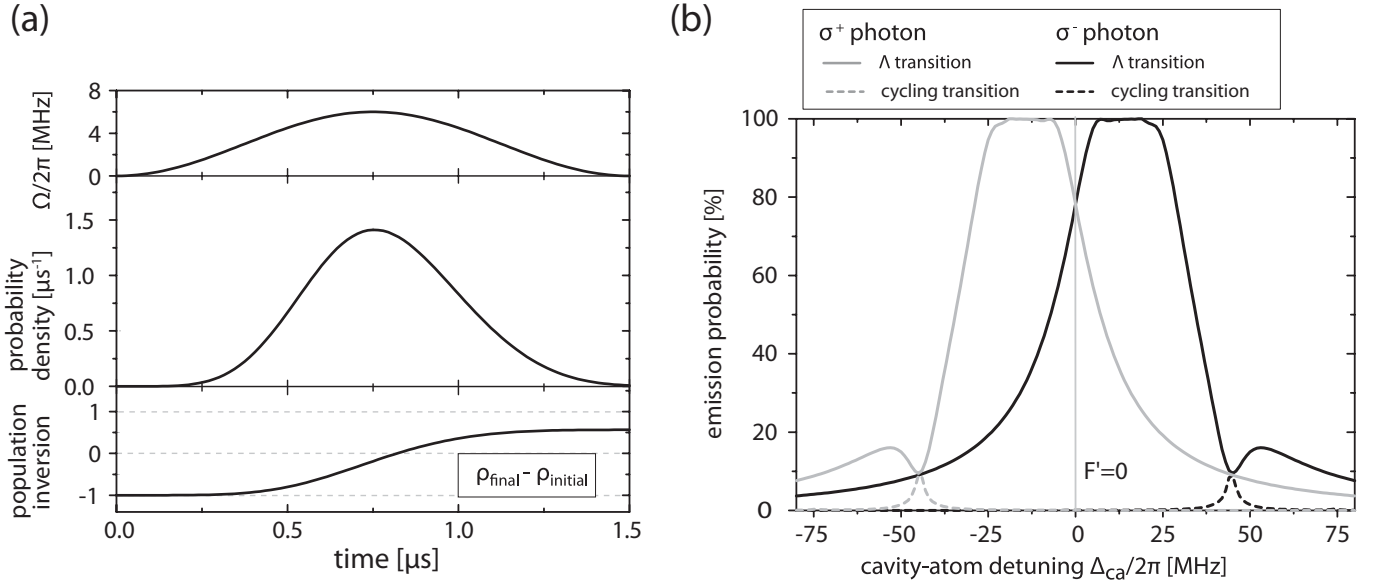 (a)
Ω/2π [MHz]
8
4
0
probability
density [μs⁻¹]
1.5
1.0
0.5
0.0
population
inversion
1
0
-1
ρfinal- ρinitial
0.0
0.5
1.0
1.5
time [μs]
(b)
σ⁺ photon
σ⁻ photon
Λ transition
Λ transition
cycling transition
cycling transition
emission probability [%]
100
80
60
40
20
0
F'=0
-75
-50
-25
0
25
50
75
cavity-atom detuning Δca/2π [MHz]